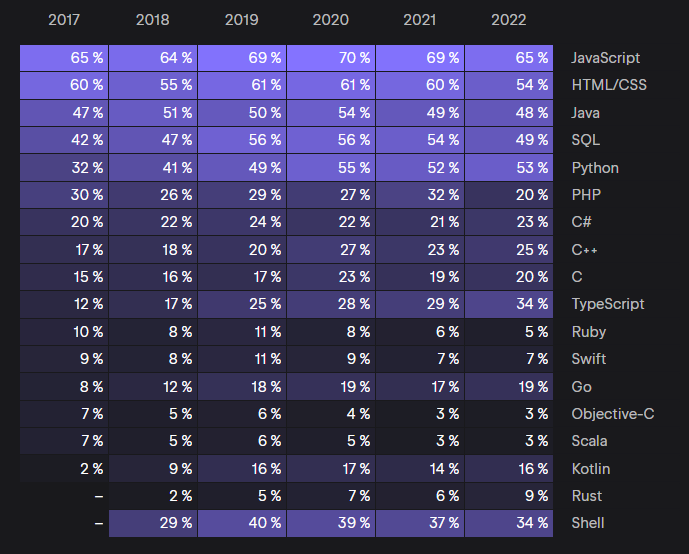 2017 2018 2019 2020 2021 2022
65 % 64 % 69 % 70 % 69 % 65 % JavaScript
60 % 55 % 61 % 61 % 60 % 54 % HTML/CSS
47 % 51 % 50 % 54 % 49 % 48 % Java
42 % 47 % 56 % 56 % 54 % 49 % SQL
32 % 41 % 49 % 55 % 52 % 53 % Python
30 % 26 % 29 % 27 % 32 % 20 % PHP
20 % 22 % 24 % 22 % 21 % 23 % C#
17 % 18 % 20 % 27 % 23 % 25 % C++
15 % 16 % 17 % 23 % 19 % 20 % C
12 % 17 % 25 % 28 % 29 % 34 % TypeScript
10 % 8 % 11 % 8 % 6 % 5 % Ruby
9 % 8 % 11 % 9 % 7 % 7 % Swift
8 % 12 % 18 % 19 % 17 % 19 % Go
7 % 5 % 6 % 4 % 3 % 3 % Objective-C
7 % 5 % 6 % 5 % 3 % 3 % Scala
2 % 9 % 16 % 17 % 14 % 16 % Kotlin
– 2 % 5 % 7 % 6 % 9 % Rust
– 29 % 40 % 39 % 37 % 34 % Shell